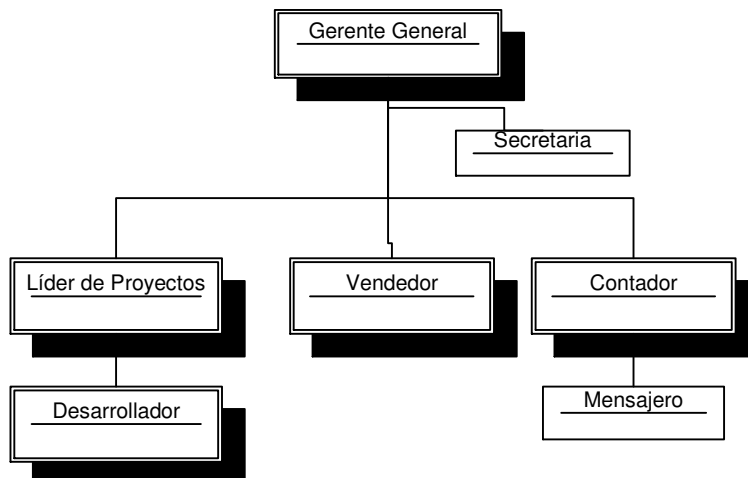 Gerente General
Secretaria
Líder de Proyectos
Vendedor
Contador
Desarrollador
Mensajero